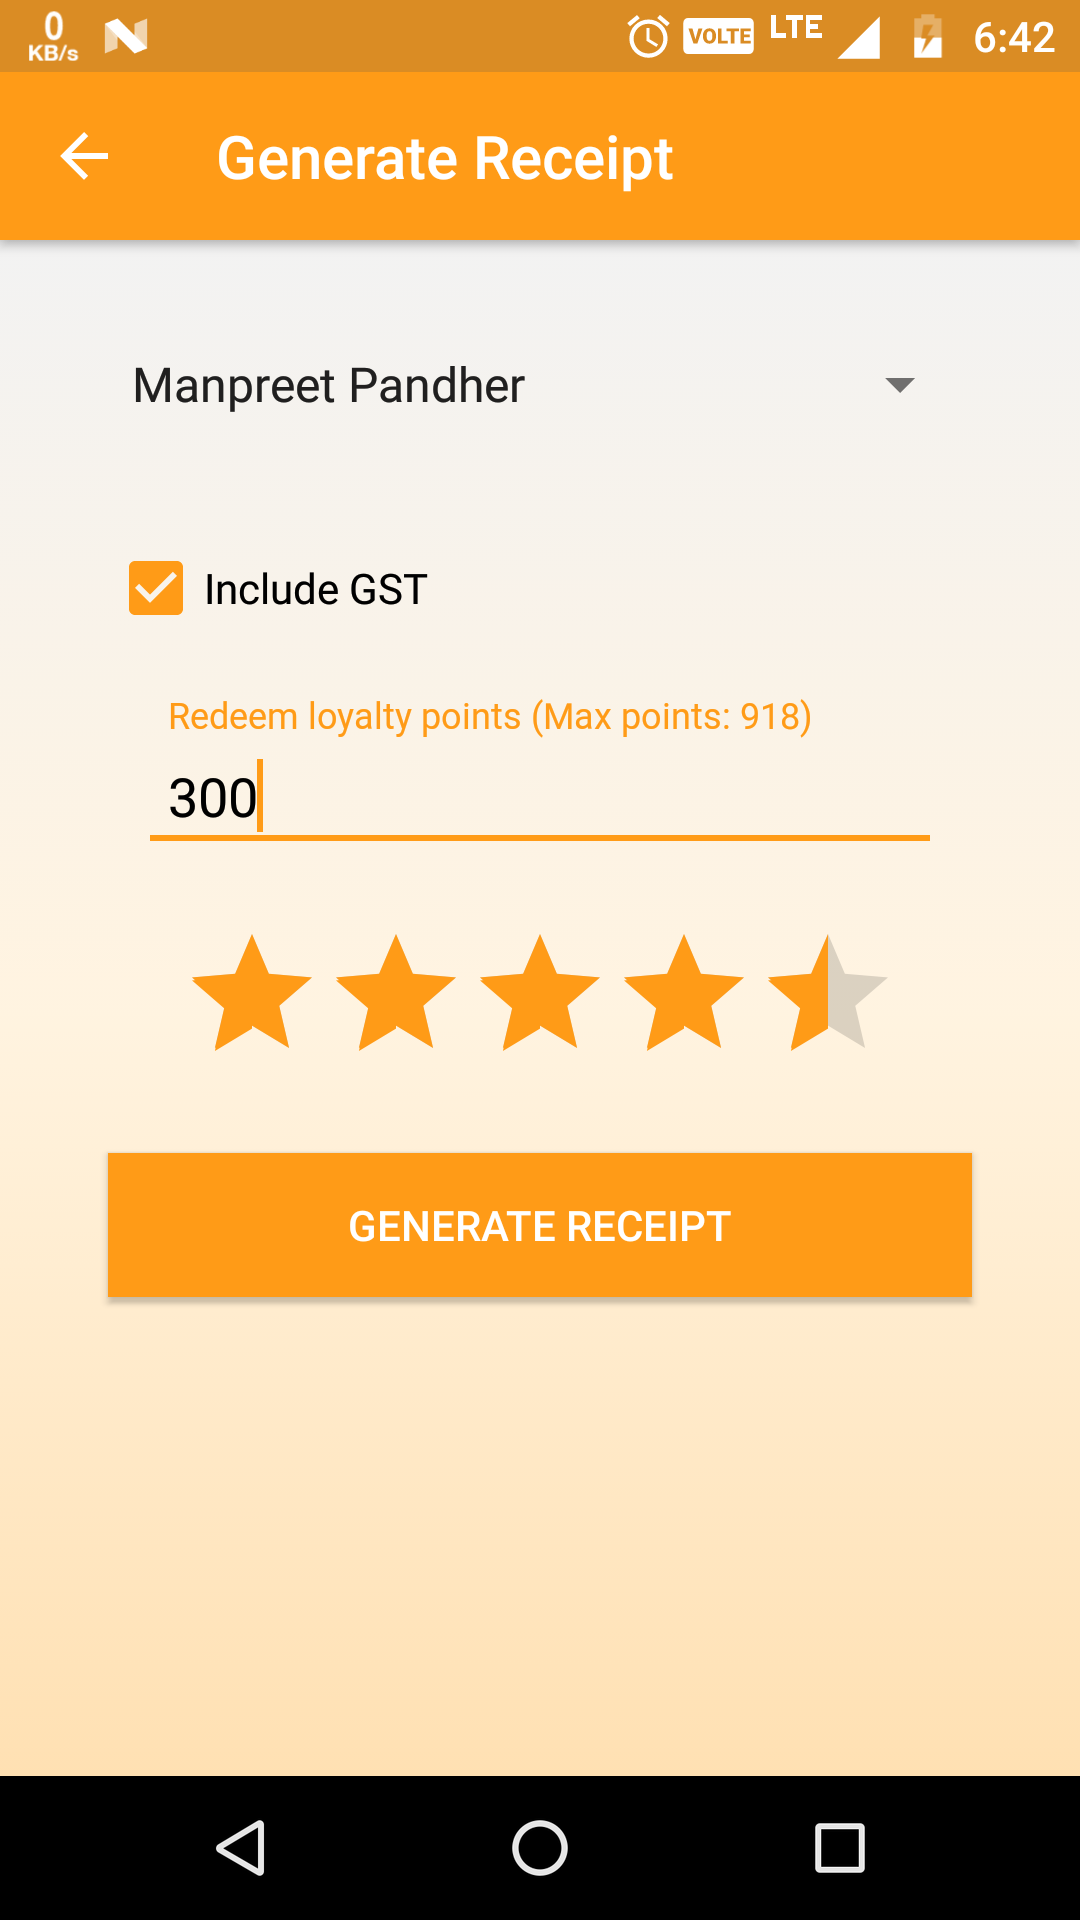 0
KB/s
VOLTE
LTE
6:42
Generate Receipt
Manpreet Pandher
Include GST
Redeem loyalty points (Max points: 918)
300
GENERATE RECEIPT